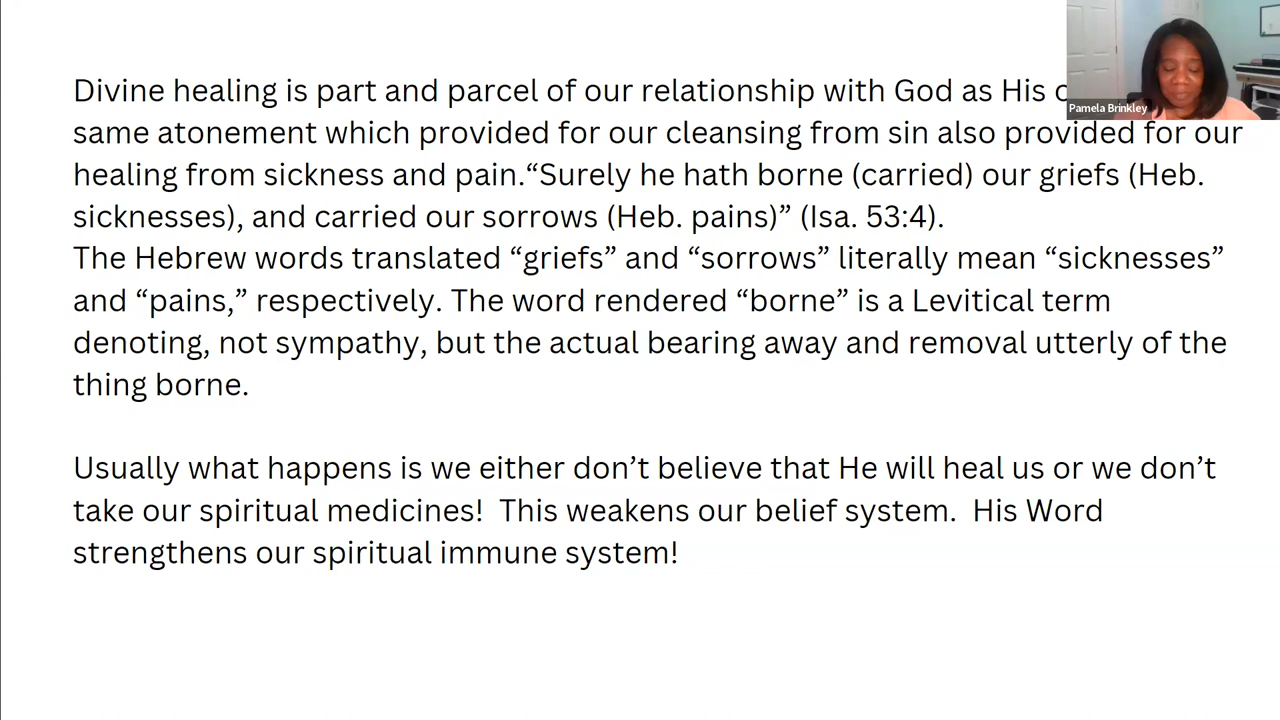 Divine healing is part and parcel of our relationship with God as His
same atonement which provided for our cleansing from sin also provided for our
healing from sickness and pain.“Surely he hath borne (carried) our griefs (Heb.
sicknesses), and carried our sorrows (Heb. pains)” (Isa. 53:4).
The Hebrew words translated “griefs” and “sorrows” literally mean “sicknesses”
and “pains,” respectively. The word rendered “borne” is a Levitical term
denoting, not sympathy, but the actual bearing away and removal utterly of the
thing borne.
Usually what happens is we either don’t believe that He will heal us or we don’t
take our spiritual medicines!  This weakens our belief system.  His Word
strengthens our spiritual immune system!
Pamela Brinkley